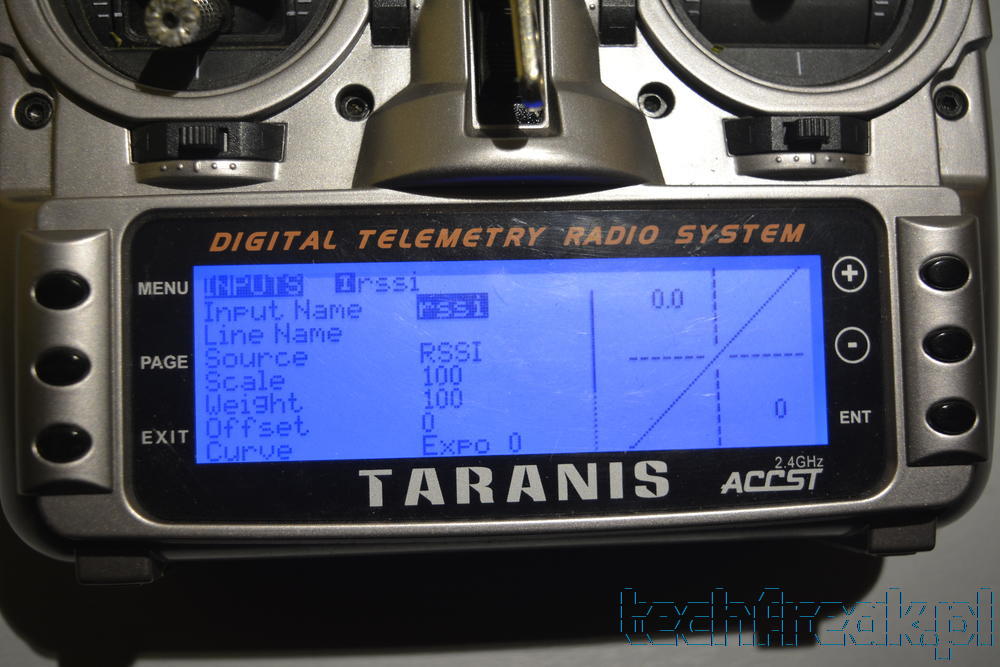 DIGITAL TELEMETRY RADIO SYSTEM
MENU
PAGE
EXIT
INPUTS rssi
Input Name rssi
Line Name
Source RSSI
Scale 100
Weight 100
Offset 0
Curve Expo 0
0.0
0
+
-
ENT
TARANIS
ACCST
2.4GHz